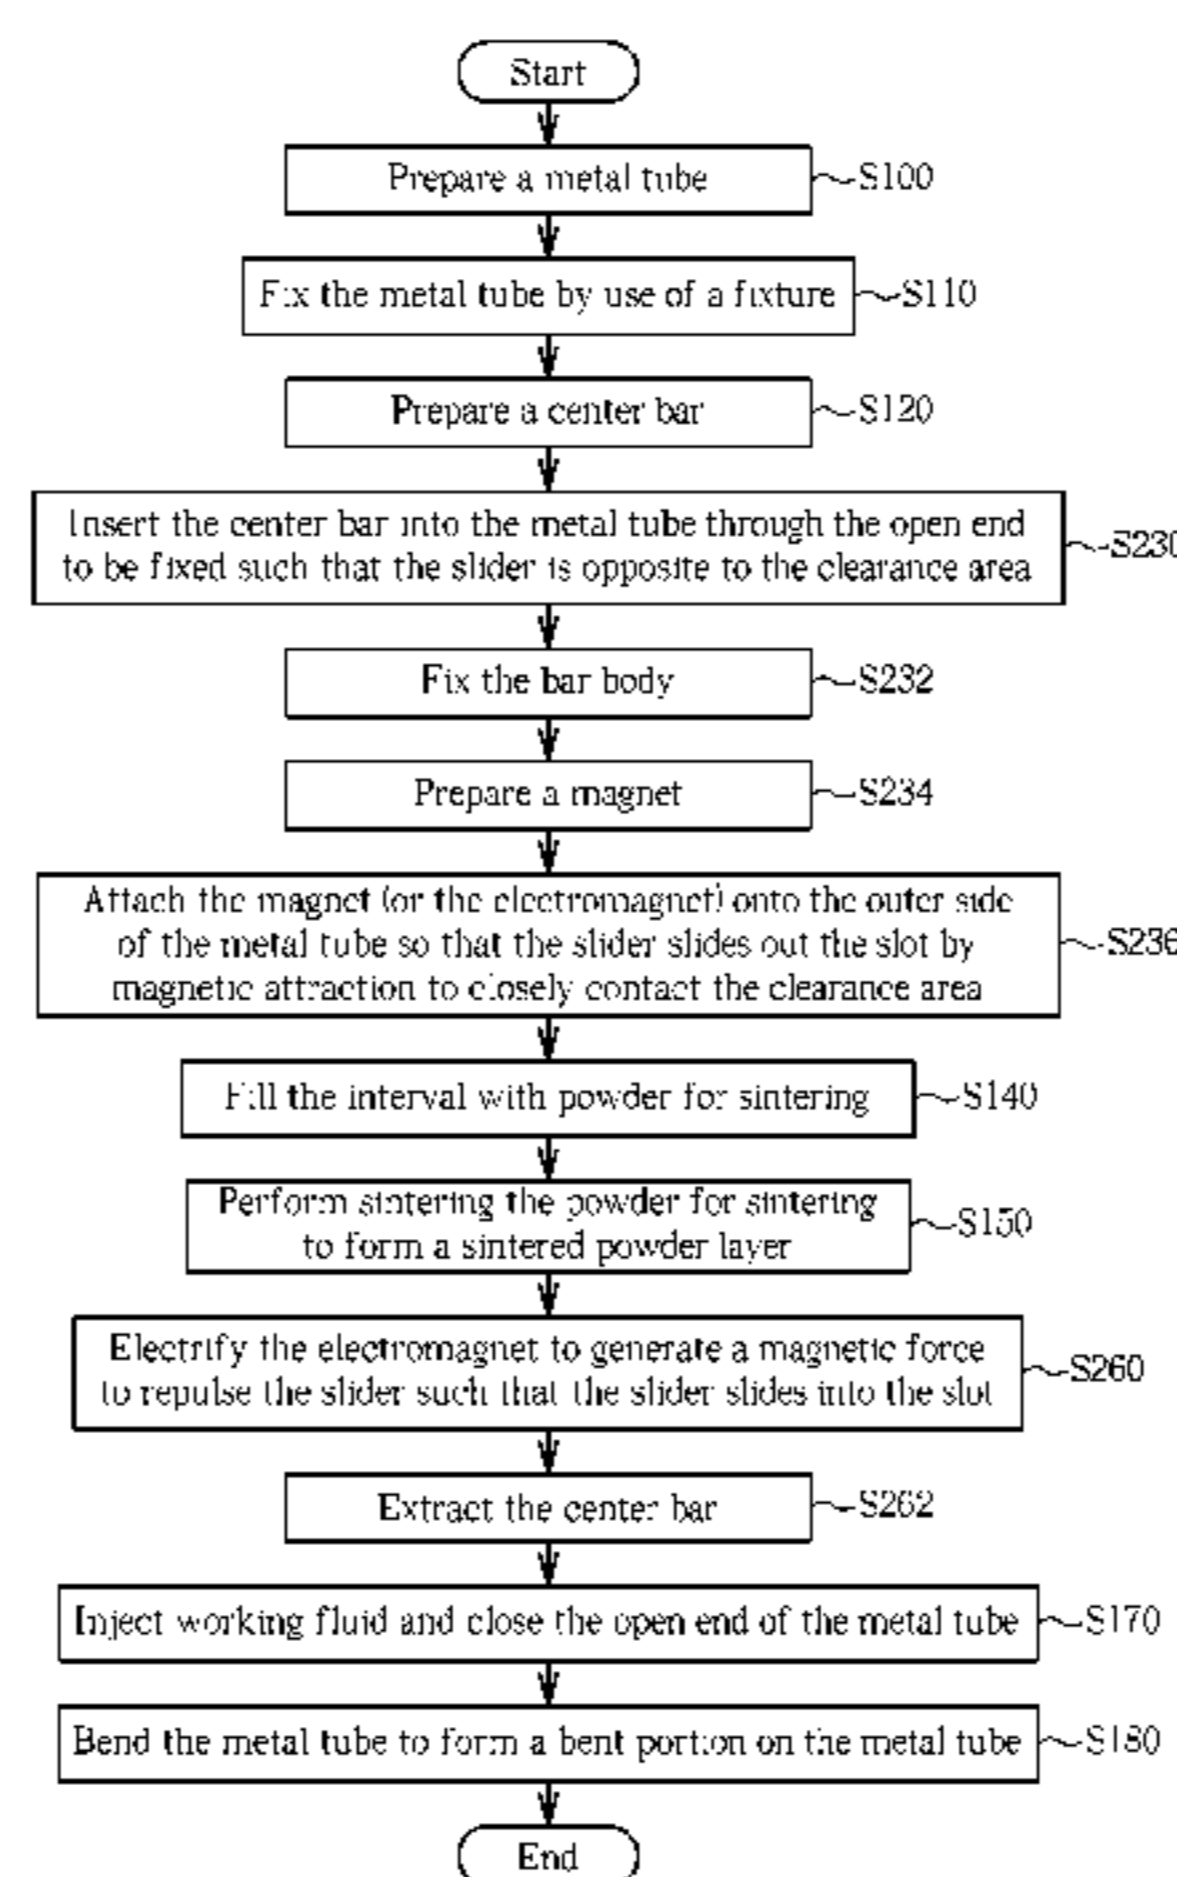 Start
Prepare a metal tube
S100
Fix the metal tube by use of a fixture
S110
Prepare a center bar
S120
Insert the center bar into the metal tube through the open end
to be fixed such that the slider is opposite to the clearance area
S230
Fix the bar body
S232
Prepare a magnet
S234
Attach the magnet (or the electromagnet) onto the outer side
of the metal tube so that the slider slides out the slot by
magnetic attraction to closely contact the clearance area
S236
Fill the interval with powder for sintering
S140
Perform sintering the powder for sintering
to form a sintered powder layer
S150
Electrify the electromagnet to generate a magnetic force
to repulse the slider such that the slider slides into the slot
S260
Extract the center bar
S262
Inject working fluid and close the open end of the metal tube
S170
Bend the metal tube to form a bent portion on the metal tube
S180
End